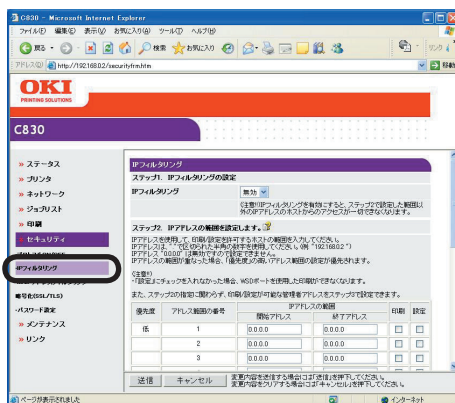 C830 - Microsoft Internet Explorer
ファイル(F) 編集(E) 表示(V) お気に入り(A) ツール(T) ヘルプ(H)
戻る 検索 お気に入り
アドレス(D) http://192.168.0.2/securityfrm.htm 移動
OKI
PRINTING SOLUTIONS
C830
» ステータス
» プリンタ
» ネットワーク
» ジョブリスト
» 印刷
» セキュリティ
-IPフィルタリング
-暗号化(SSL/TLS)
-パスワード設定
» メンテナンス
» リンク
IPフィルタリング
ステップ1. IPフィルタリングの設定
IPフィルタリング 無効
(注意!)IPフィルタリングを有効にすると、ステップ2で設定した範囲以
外のIPアドレスのホストからのアクセスが一切できなくなります。
ステップ2. IPアドレスの範囲を設定します。
IPアドレスを使用して、印刷/設定を許可するホストの範囲を入力してください。
IPアドレスは、"."で区切られた半角の数字を使用してください。(例 "192.168.0.2")
IPアドレス "0.0.0.0" は無効ですので設定できません。
IPアドレスの範囲が重なった場合、「優先度」の高いアドレス範囲の設定が優先されます。
(注意!)
「設定」にチェックを入れなかった場合、WSDポートを使用した印刷ができなくなります。
また、ステップ2の指定に関わらず、印刷/設定が可能な管理者アドレスをステップ3で設定できます。
優先度 アドレス範囲の番号 IPアドレスの範囲 印刷 設定
開始アドレス 終了アドレス
低 1 0.0.0.0 0.0.0.0
2 0.0.0.0 0.0.0.0
3 0.0.0.0 0.0.0.0
送信 キャンセル 変更内容を送信する場合には「送信」を押下してください。
変更内容をクリアする場合には「キャンセル」を押下してください。
ページが表示されました インターネット